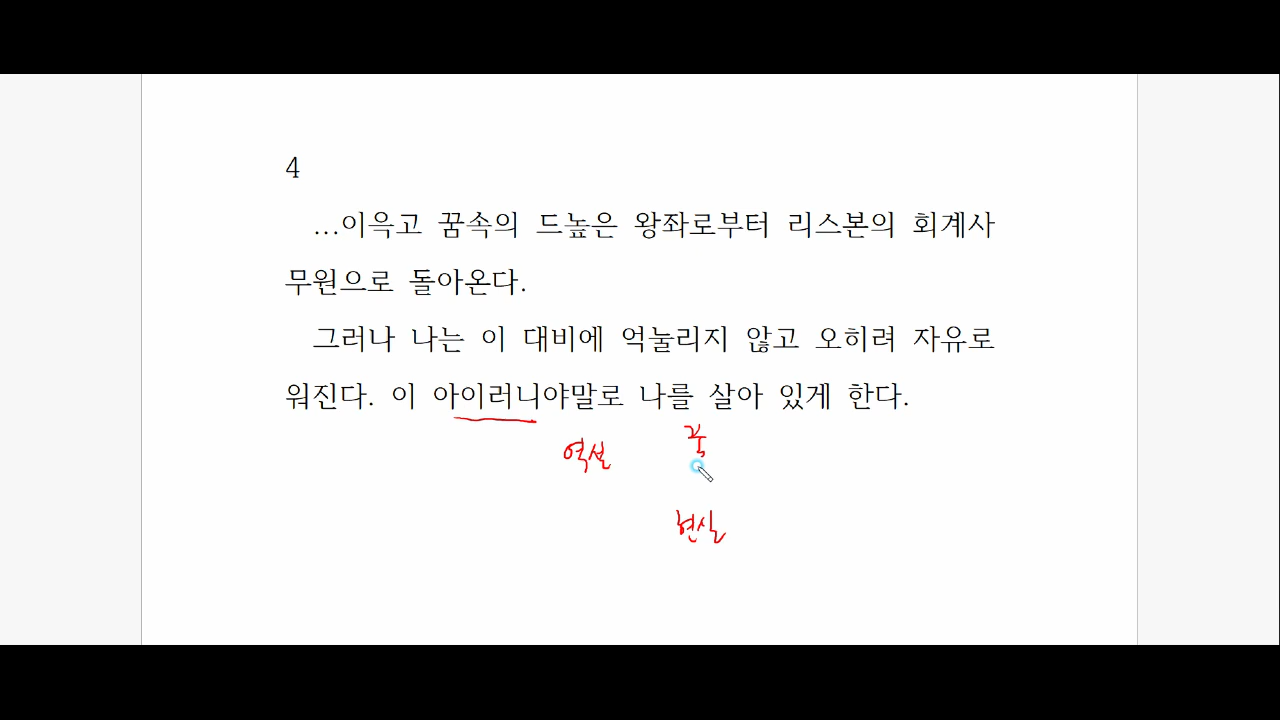 4
…이윽고 꿈속의 드높은 왕좌로부터 리스본의 회계사
무원으로 돌아온다.
그러나 나는 이 대비에 억눌리지 않고 오히려 자유로
워진다. 이 아이러니야말로 나를 살아 있게 한다.
역설 꿈
현실